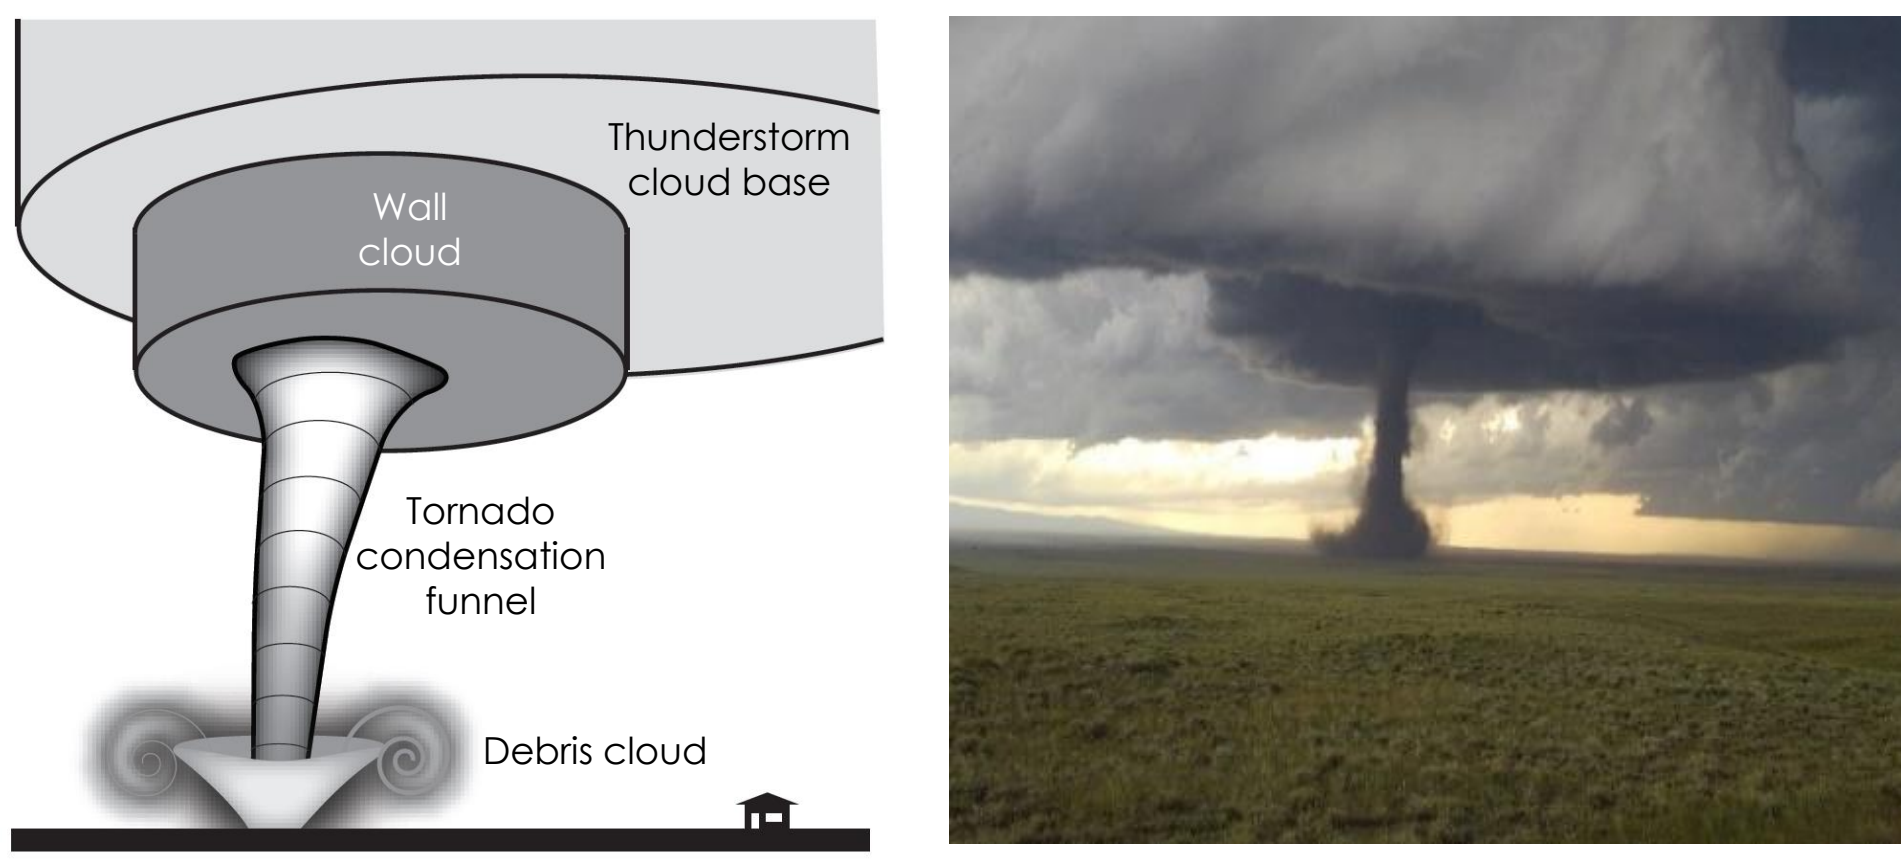 Thunderstorm
cloud base
Wall
cloud
Tornado
condensation
funnel
Debris cloud